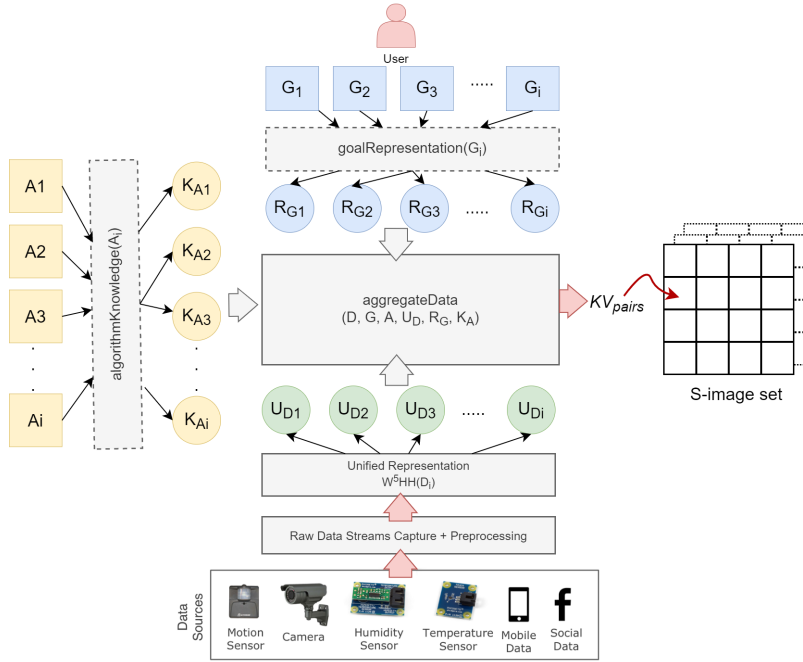 User
G1 G2 G3 ..... Gi
goalRepresentation(Gi)
RG1 RG2 RG3 ..... RGi
A1
A2
A3
Ai
algorithmKnowledge(Ai)
KA1
KA2
KA3
KAi
aggregateData
(D, G, A, UD, RG, KA)
KVpairs
S-image set
UD1 UD2 UD3 ..... UDi
Unified Representation
W⁵HH(Di)
Raw Data Streams Capture + Preprocessing
Data
Sources
Motion
Sensor
Camera
Humidity
Sensor
Temperature
Sensor
Mobile
Data
Social
Data